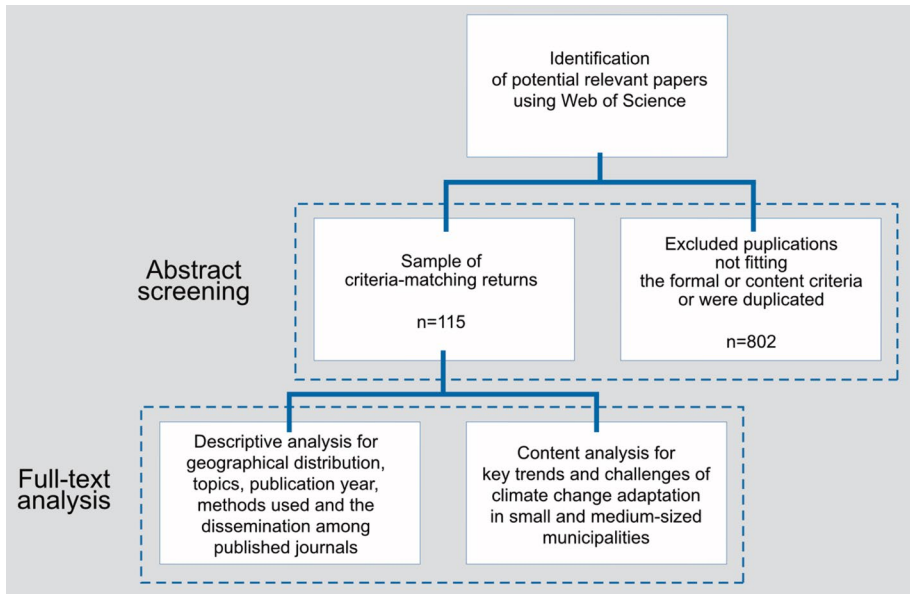 Identification
of potential relevant papers
using Web of Science
Abstract
screening
Sample of
criteria-matching returns
n=115
Excluded puplications
not fitting
the formal or content criteria
or were duplicated
n=802
Full-text
analysis
Descriptive analysis for
geographical distribution,
topics, publication year,
methods used and the
dissemination among
published journals
Content analysis for
key trends and challenges of
climate change adaptation
in small and medium-sized
municipalities